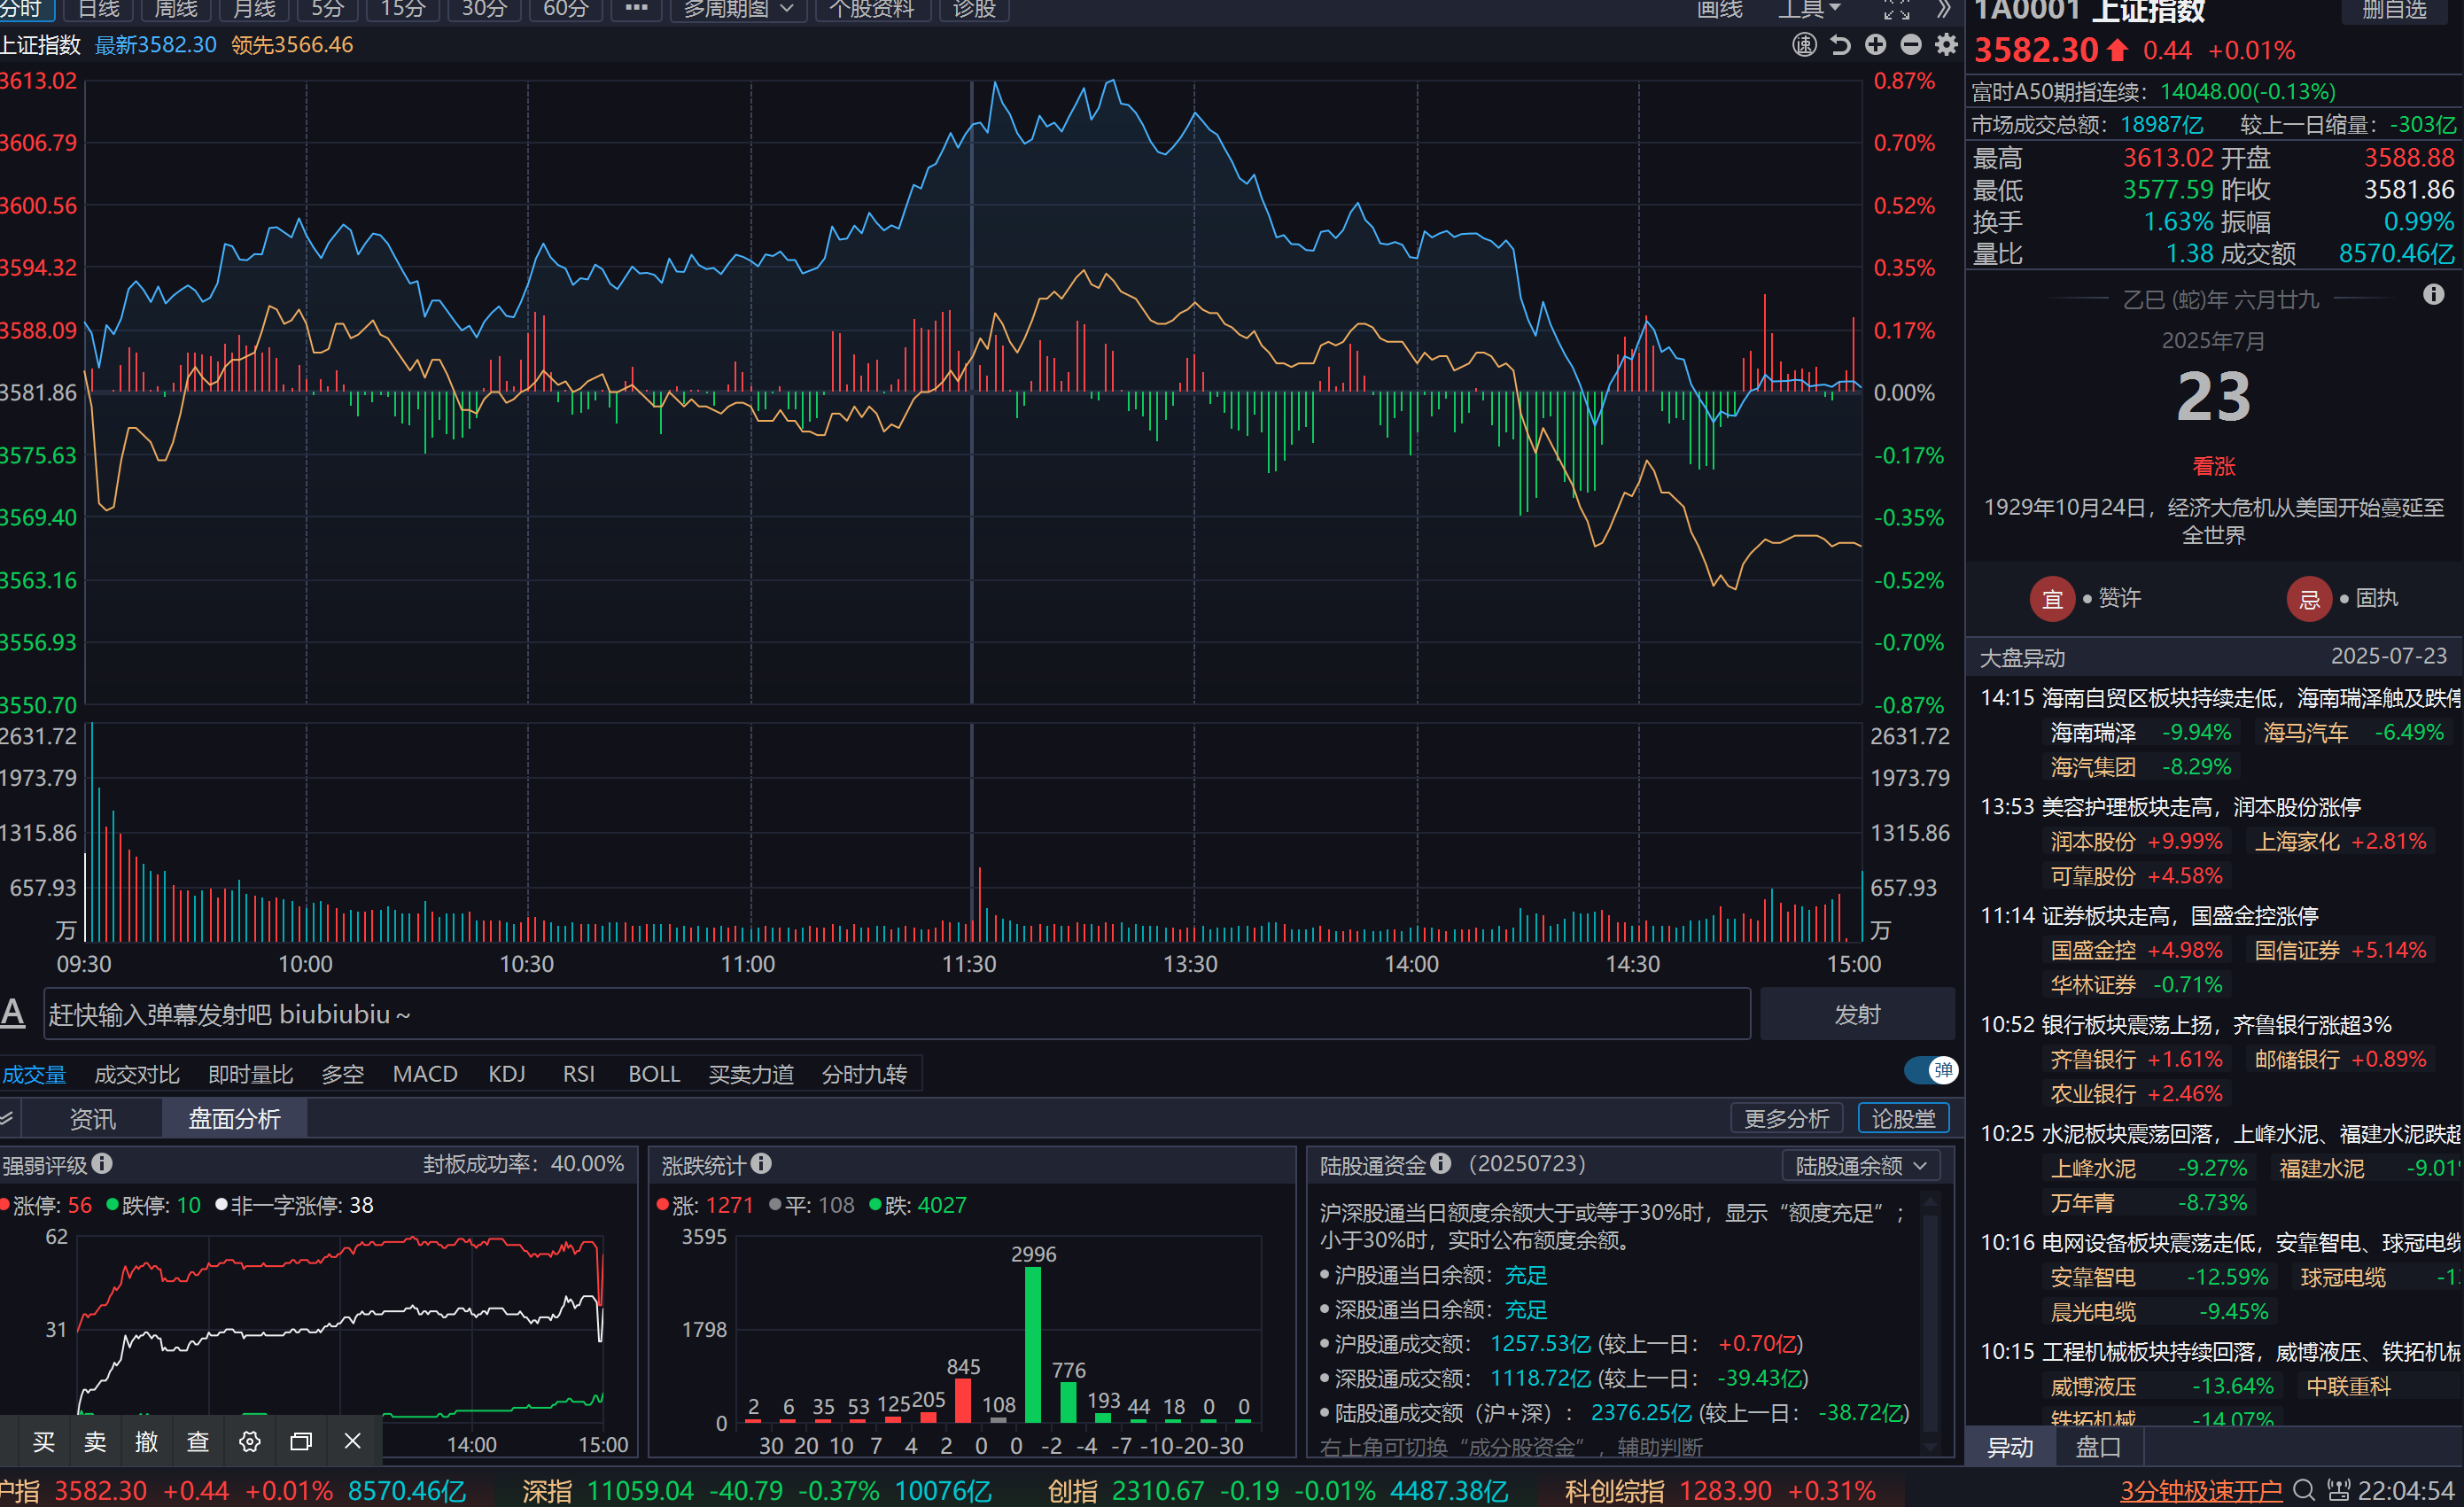 分时 日线 周线 月线 5分 15分 30分 60分 ··· 多周期图 个股资料 诊股 画线 工具
上证指数 最新3582.30 领先3566.46
速
3613.02 0.87%
3606.79 0.70%
3600.56 0.52%
3594.32 0.35%
3588.09 0.17%
3581.86 0.00%
3575.63 -0.17%
3569.40 -0.35%
3563.16 -0.52%
3556.93 -0.70%
3550.70 -0.87%
2631.72 2631.72
1973.79 1973.79
1315.86 1315.86
657.93 657.93
万 万
09:30 10:00 10:30 11:00 11:30 13:30 14:00 14:30 15:00
A 赶快输入弹幕发射吧 biubiubiu ~ 发射
成交量 成交对比 即时量比 多空 MACD KDJ RSI BOLL 买卖力道 分时九转 弹
资讯 盘面分析 更多分析 论股堂
强弱评级 封板成功率：40.00%
涨停: 56 跌停: 10 非一字涨停: 38
62
31
14:00 15:00
买 卖 撤 查
涨跌统计
涨: 1271 平: 108 跌: 4027
3595
1798
0
2 6 35 53 125 205 845 108 2996 776 193 44 18 0 0
30 20 10 7 4 2 0 0 -2 -4 -7 -10 -20 -30
陆股通资金 （20250723） 陆股通余额
沪深股通当日额度余额大于或等于30%时，显示“额度充足”；
小于30%时，实时公布额度余额。
沪股通当日余额：充足
深股通当日余额：充足
沪股通成交额： 1257.53亿 (较上一日： +0.70亿)
深股通成交额： 1118.72亿 (较上一日： -39.43亿)
陆股通成交额（沪+深）： 2376.25亿 (较上一日： -38.72亿)
右上角可切换“成分股资金”，辅助判断
1A0001 上证指数 删自选
3582.30 0.44 +0.01%
富时A50期指连续：14048.00(-0.13%)
市场成交总额：18987亿 较上一日缩量：-303亿
最高 3613.02 开盘 3588.88
最低 3577.59 昨收 3581.86
换手 1.63% 振幅 0.99%
量比 1.38 成交额 8570.46亿
乙巳 (蛇)年 六月廿九
2025年7月
23
看涨
1929年10月24日，经济大危机从美国开始蔓延至
全世界
宜 赞许 忌 固执
大盘异动 2025-07-23
14:15 海南自贸区板块持续走低，海南瑞泽触及跌停
海南瑞泽 -9.94% 海马汽车 -6.49%
海汽集团 -8.29%
13:53 美容护理板块走高，润本股份涨停
润本股份 +9.99% 上海家化 +2.81%
可靠股份 +4.58%
11:14 证券板块走高，国盛金控涨停
国盛金控 +4.98% 国信证券 +5.14%
华林证券 -0.71%
10:52 银行板块震荡上扬，齐鲁银行涨超3%
齐鲁银行 +1.61% 邮储银行 +0.89%
农业银行 +2.46%
10:25 水泥板块震荡回落，上峰水泥、福建水泥跌超
上峰水泥 -9.27% 福建水泥 -9.01
万年青 -8.73%
10:16 电网设备板块震荡走低，安靠智电、球冠电缆
安靠智电 -12.59% 球冠电缆
晨光电缆 -9.45%
10:15 工程机械板块持续回落，威博液压、铁拓机械
威博液压 -13.64% 中联重科
铁拓机械 -14.07%
异动 盘口
沪指 3582.30 +0.44 +0.01% 8570.46亿 深指 11059.04 -40.79 -0.37% 10076亿 创指 2310.67 -0.19 -0.01% 4487.38亿 科创综指 1283.90 +0.31% 3分钟极速开户 22:04:54